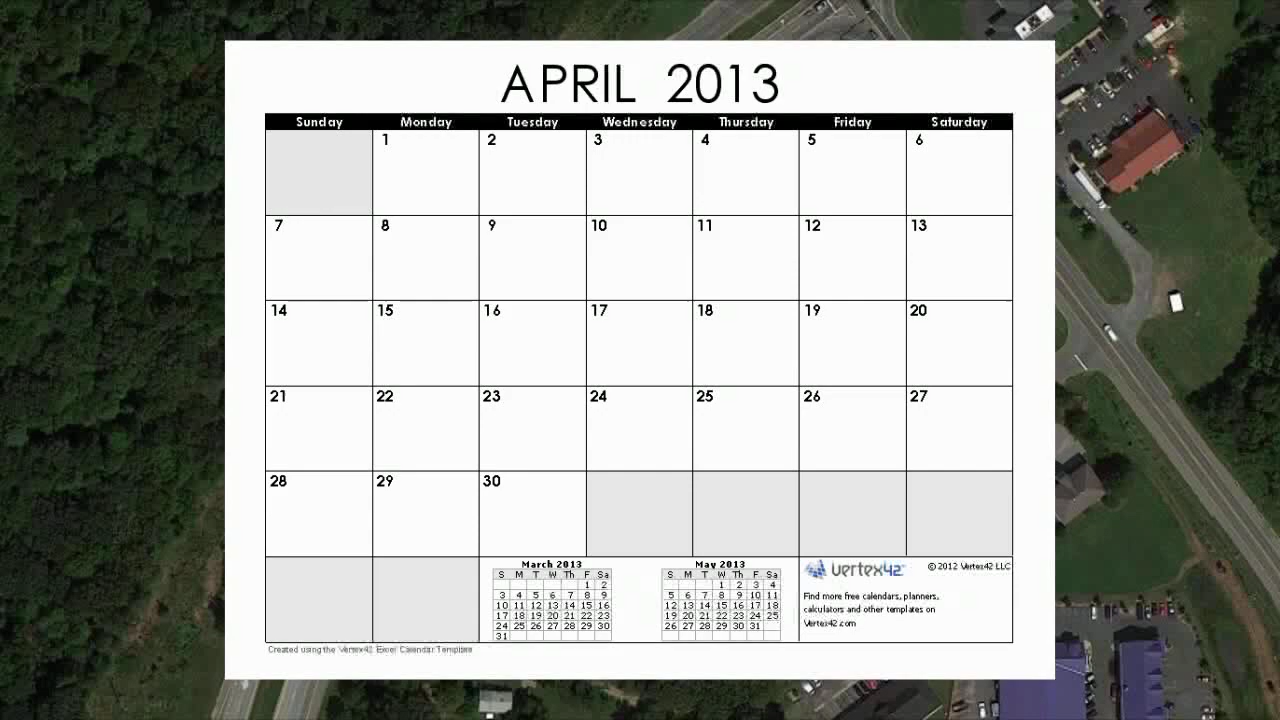 APRIL 2013
Sunday Monday Tuesday Wednesday Thursday Friday Saturday
1 2 3 4 5 6
7 8 9 10 11 12 13
14 15 16 17 18 19 20
21 22 23 24 25 26 27
28 29 30
March 2013
S M T W Th F Sa
1 2
3 4 5 6 7 8 9
10 11 12 13 14 15 16
17 18 19 20 21 22 23
24 25 26 27 28 29 30
31
May 2013
S M T W Th F Sa
1 2 3 4
5 6 7 8 9 10 11
12 13 14 15 16 17 18
19 20 21 22 23 24 25
26 27 28 29 30 31
vertex42 © 2012 Vertex42 LLC
Find more free calendars, planners,
calculators and other templates on
Vertex42.com
Created using the Vertex42 Excel Calendar Template